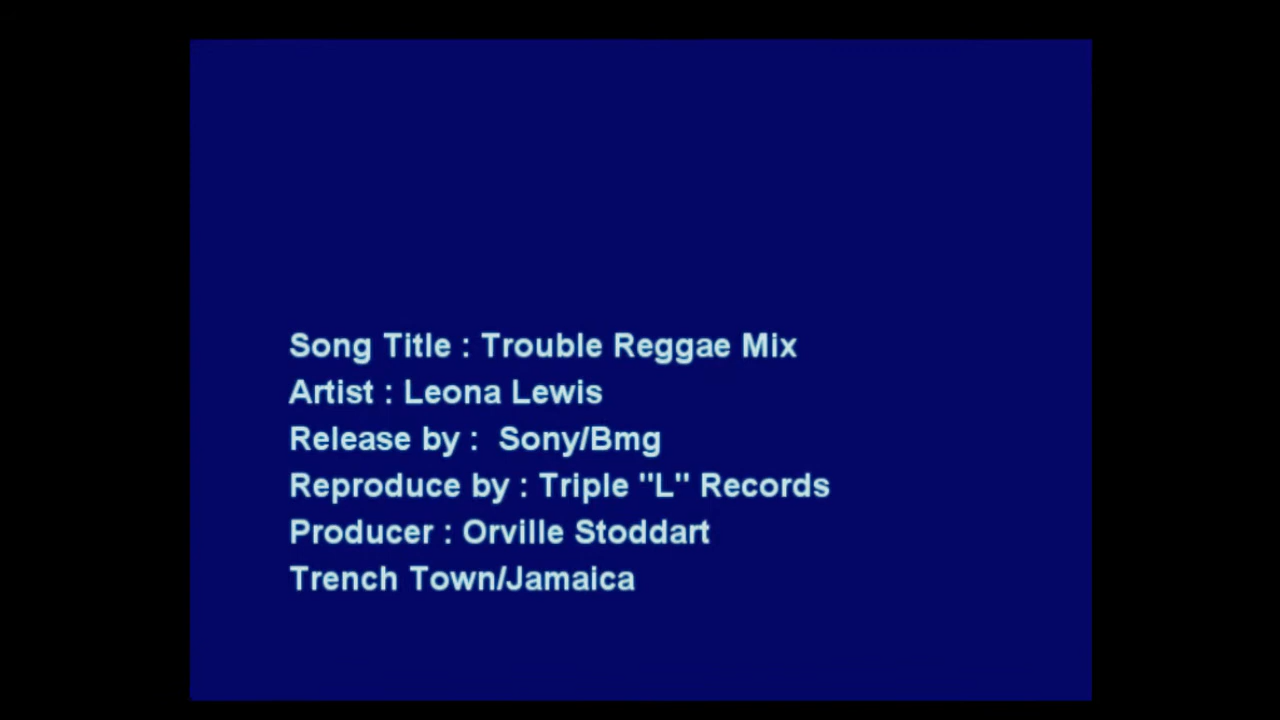 Song Title : Trouble Reggae Mix
Artist : Leona Lewis
Release by :  Sony/Bmg
Reproduce by : Triple "L" Records
Producer : Orville Stoddart
Trench Town/Jamaica